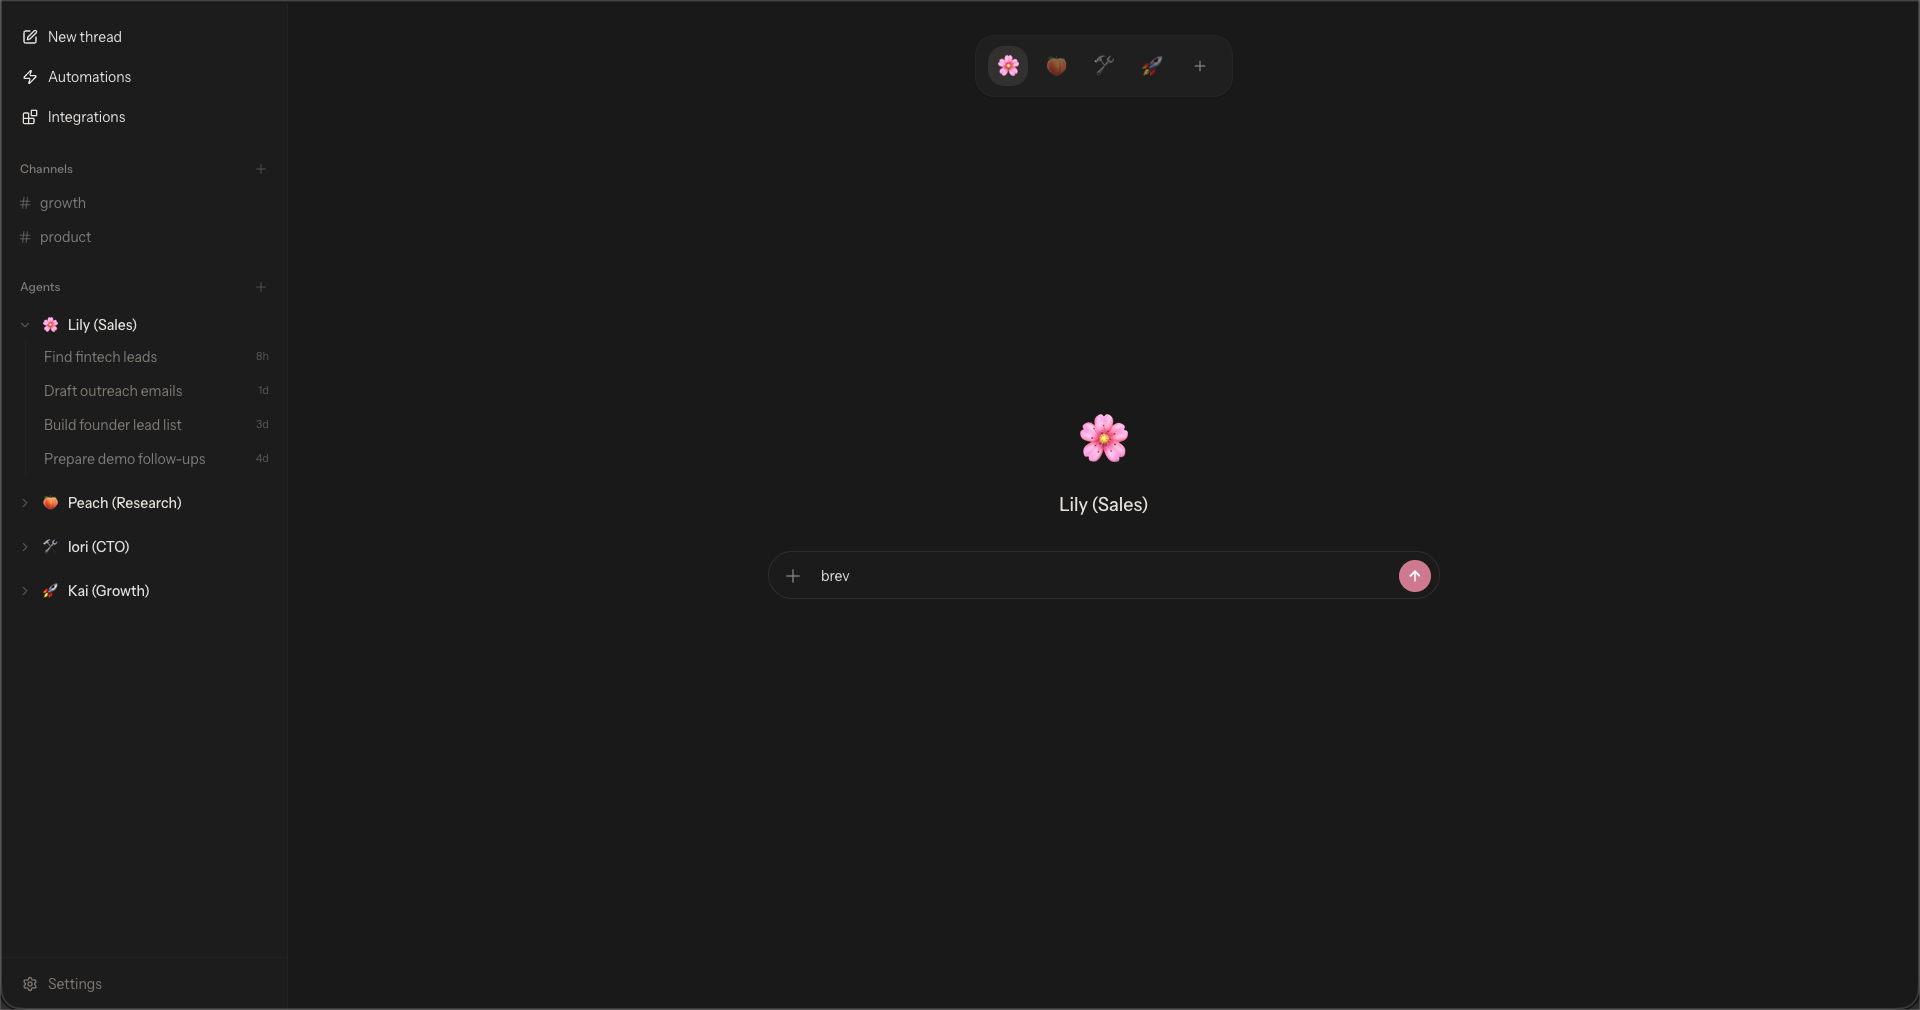 New thread
Automations
Integrations
Channels
# growth
# product
Agents
Lily (Sales)
Find fintech leads 8h
Draft outreach emails 1d
Build founder lead list 3d
Prepare demo follow-ups 4d
Peach (Research)
Iori (CTO)
Kai (Growth)
Settings
Lily (Sales)
brev